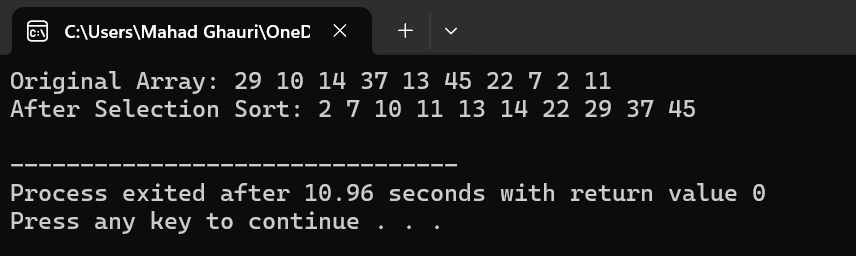 C:\Users\Mahad Ghauri\OneD
Original Array: 29 10 14 37 13 45 22 7 2 11
After Selection Sort: 2 7 10 11 13 14 22 29 37 45
--------------------------------
Process exited after 10.96 seconds with return value 0
Press any key to continue . . .